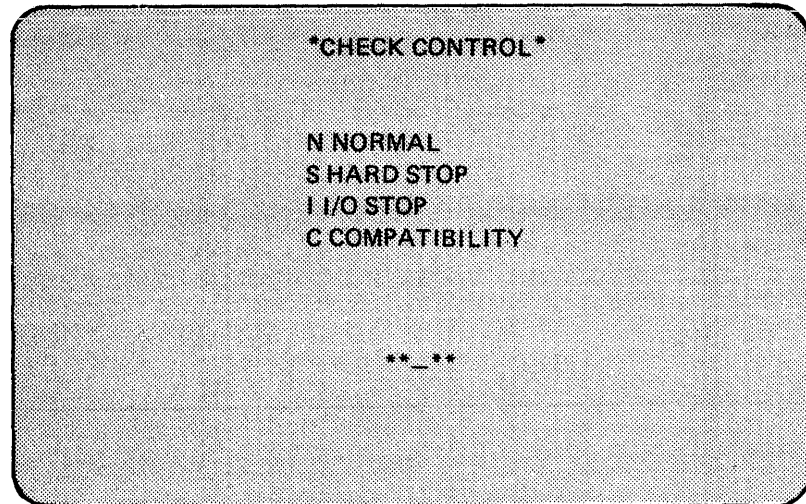 *CHECK CONTROL*
N NORMAL
S HARD STOP
I I/O STOP
C COMPATIBILITY
**_**